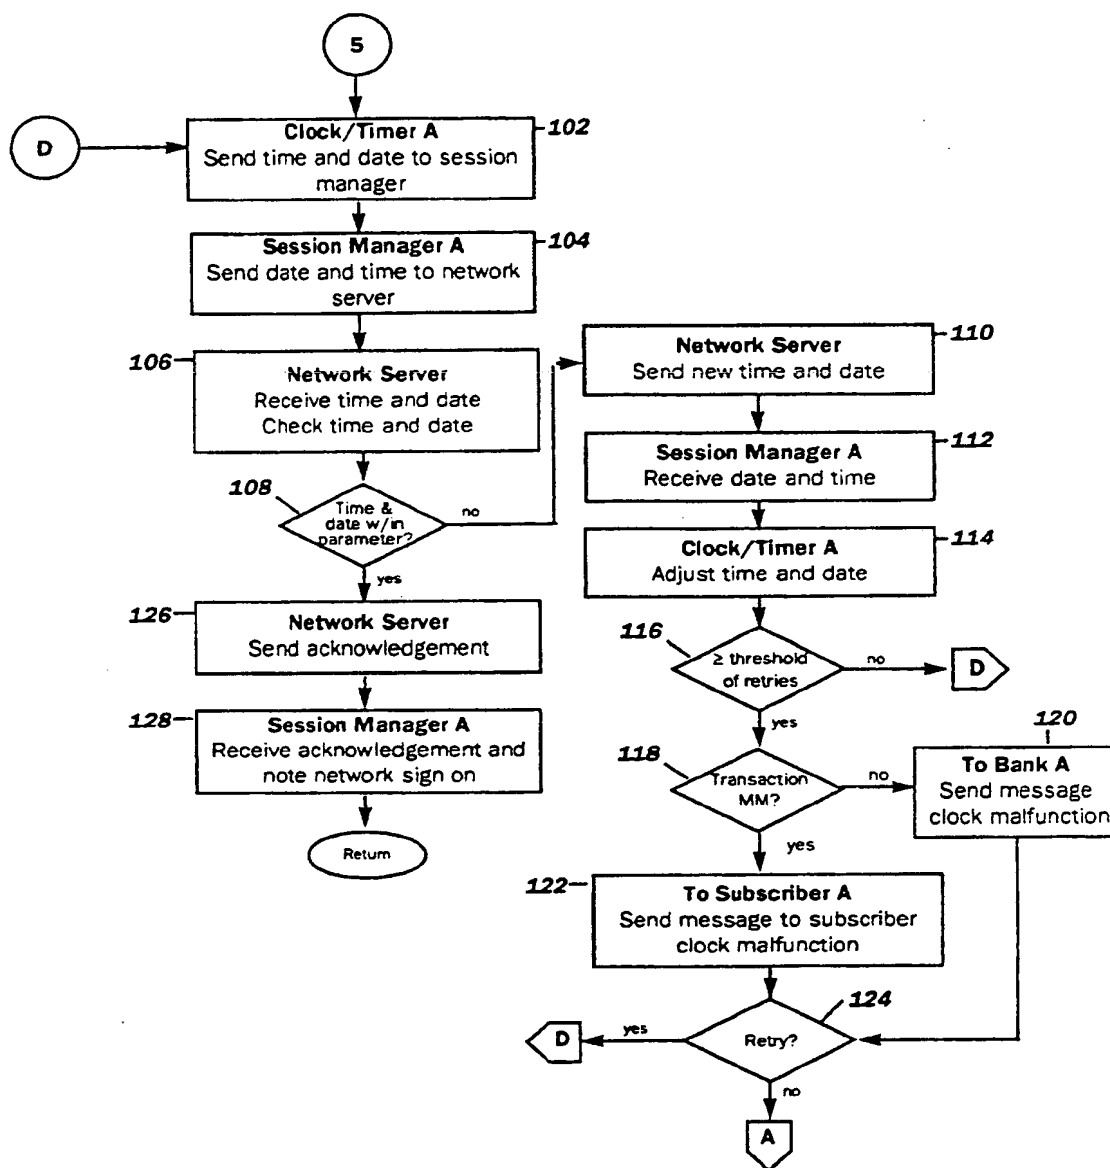 5
D
Clock/Timer A
Send time and date to session
manager
102
Session Manager A
Send date and time to network
server
104
106
Network Server
Receive time and date
Check time and date
108
Time &
date w/in
parameter?
no
yes
126
Network Server
Send acknowledgement
128
Session Manager A
Receive acknowledgement and
note network sign on
Return
110
Network Server
Send new time and date
112
Session Manager A
Receive date and time
114
Clock/Timer A
Adjust time and date
116
≥ threshold
of retries
no
D
yes
118
Transaction
MM?
no
120
To Bank A
Send message
clock malfunction
yes
122
To Subscriber A
Send message to subscriber
clock malfunction
124
Retry?
yes
D
no
A